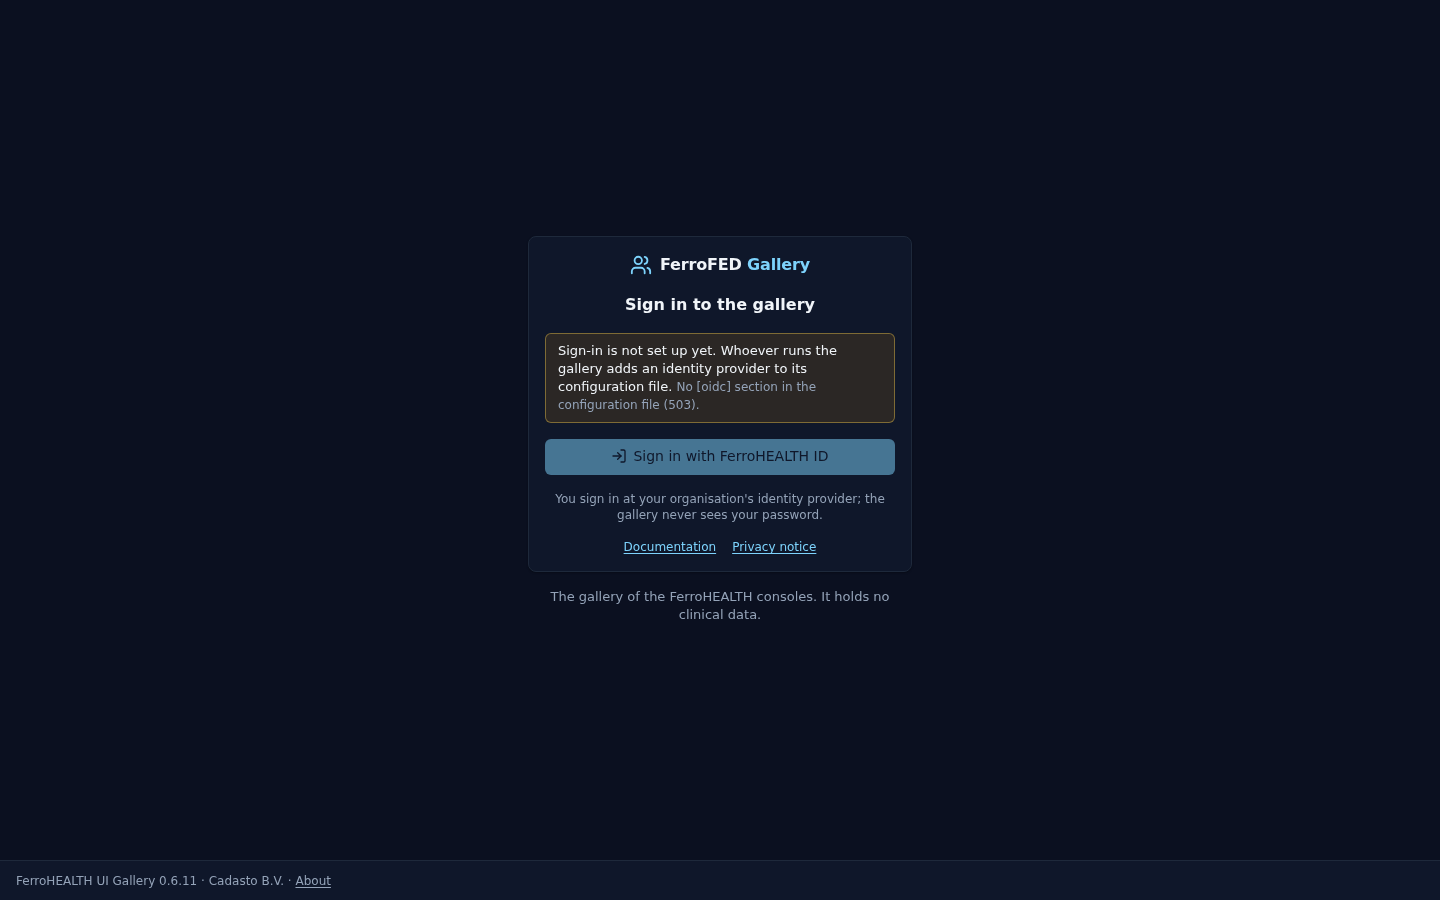 FerroFED Gallery
Sign in to the gallery
Sign-in is not set up yet. Whoever runs the
gallery adds an identity provider to its
configuration file. No [oidc] section in the
configuration file (503).
Sign in with FerroHEALTH ID
You sign in at your organisation's identity provider; the
gallery never sees your password.
Documentation Privacy notice
The gallery of the FerroHEALTH consoles. It holds no
clinical data.
FerroHEALTH UI Gallery 0.6.11 · Cadasto B.V. · About